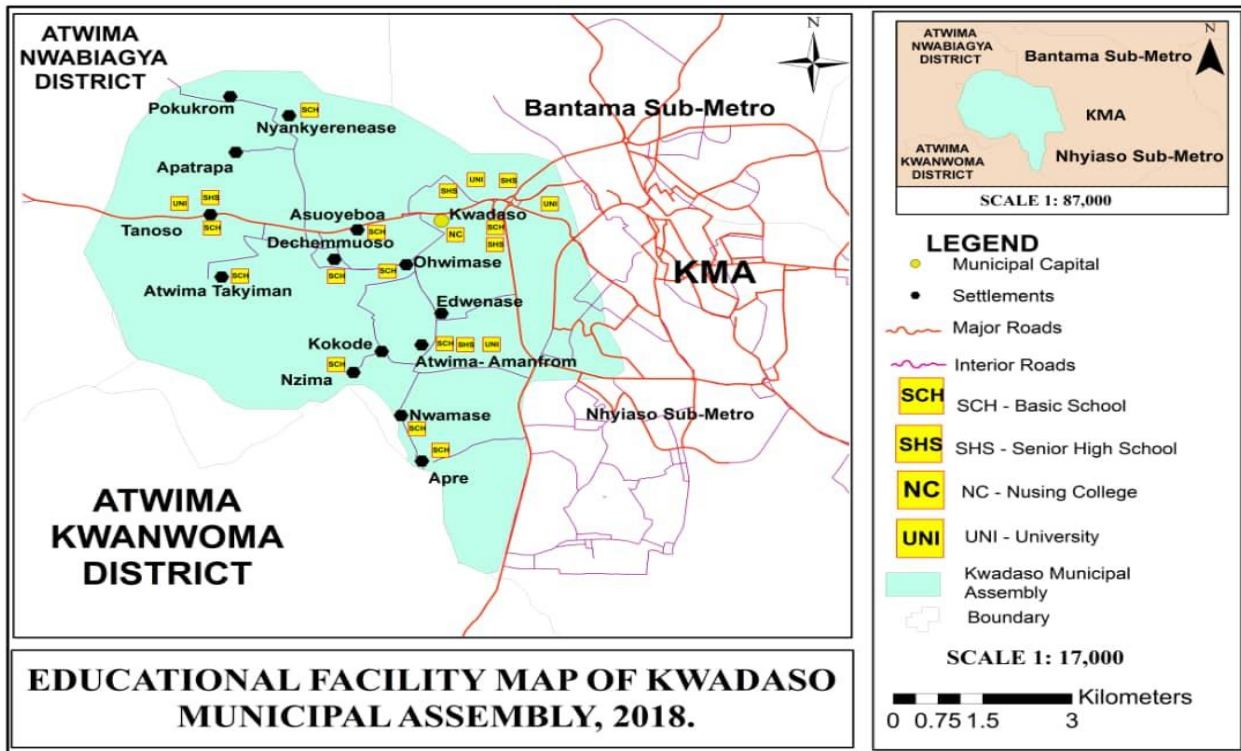 ATWIMA
NWABIAGYA
DISTRICT
N
Pokukrom
SCH
Nyankyerenease
Bantama Sub-Metro
Apatrapa
UNI
SHS
SHS
UNI
SHS
UNI
Tanoso
SCH
Asuoyeboa
SCH
Kwadaso
NC
SCH
SHS
Dechemmuoso
SCH
SCH
Ohwimase
KMA
Atwima Takyiman
SCH
Edwenase
Kokode
SCH
SHS
UNI
Atwima- Amanfrom
SCH
Nzima
Nwamase
SCH
Nhyiaso Sub-Metro
SCH
Apre
ATWIMA
KWANWOMA
DISTRICT
EDUCATIONAL FACILITY MAP OF KWADASO
MUNICIPAL ASSEMBLY, 2018.
ATWIMA
NWABIAGYA
DISTRICT
N
Bantama Sub-Metro
KMA
ATWIMA
KWANWOMA
DISTRICT
Nhyiaso Sub-Metro
SCALE 1: 87,000
LEGEND
Municipal Capital
Settlements
Major Roads
Interior Roads
SCH SCH - Basic School
SHS SHS - Senior High School
NC NC - Nusing College
UNI UNI - University
Kwadaso Municipal
Assembly
Boundary
SCALE 1: 17,000
Kilometers
0 0.75 1.5 3